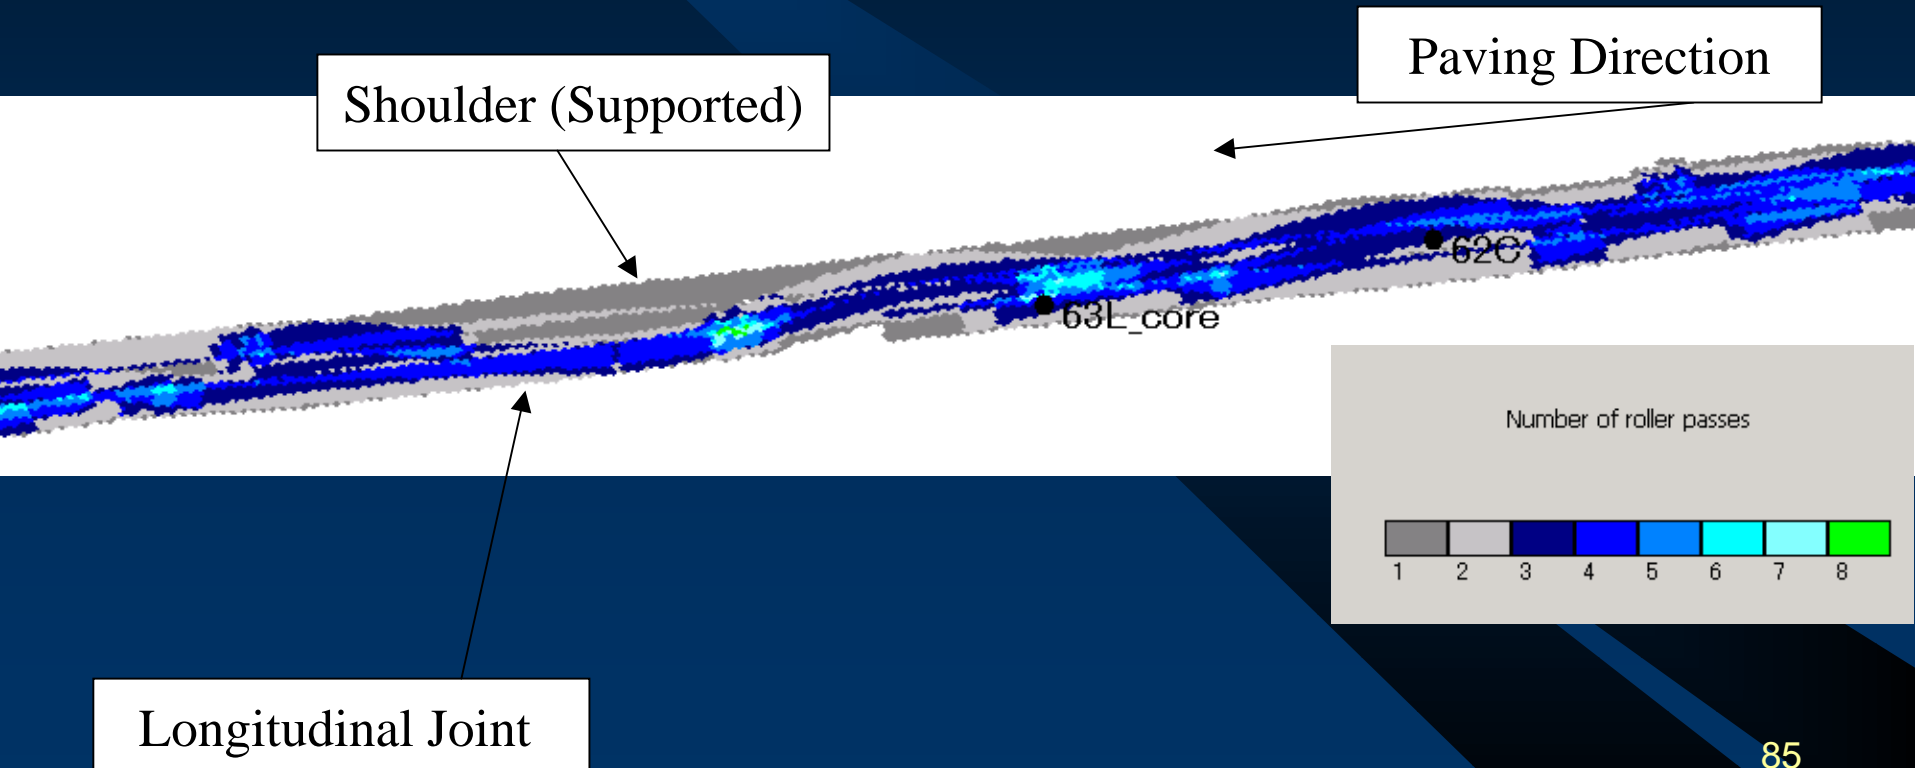 Paving Direction
Shoulder (Supported)
62C
63L_core
Number of roller passes
1 2 3 4 5 6 7 8
Longitudinal Joint
85